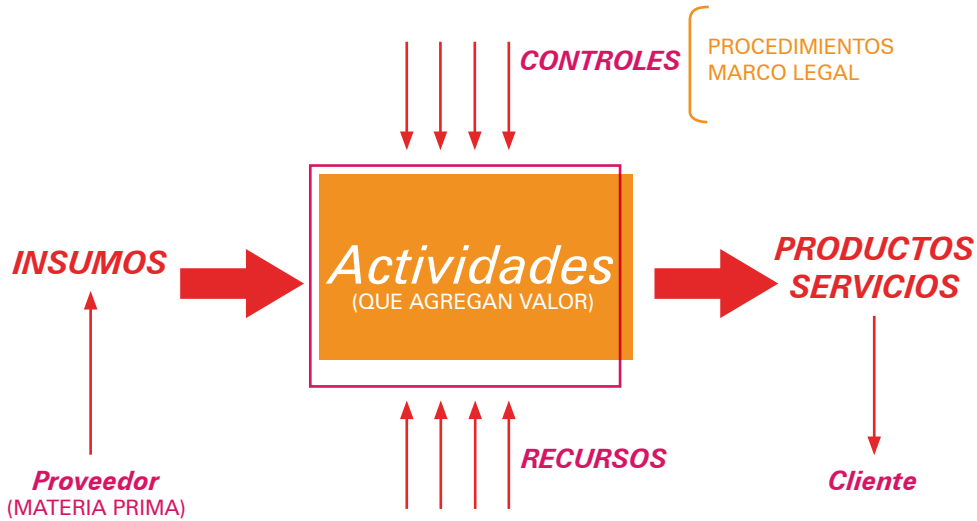 CONTROLES
PROCEDIMIENTOS
MARCO LEGAL
INSUMOS
Actividades
(QUE AGREGAN VALOR)
PRODUCTOS
SERVICIOS
RECURSOS
Proveedor
(MATERIA PRIMA)
Cliente